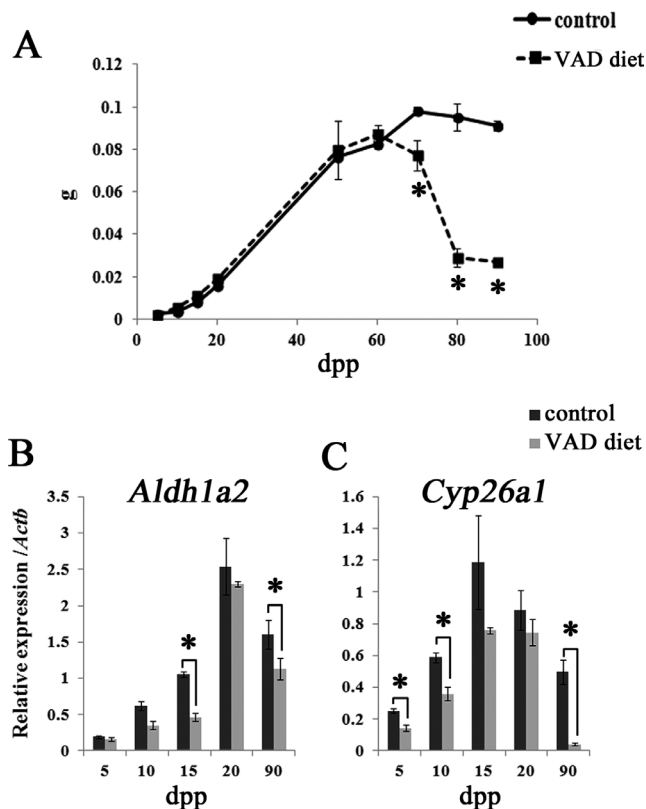 A
control
VAD diet
0.12
0.1
0.08
0.06
0.04
0.02
0
g
*
*
*
0 20 40 60 80 100
dpp
control
VAD diet
B
Aldh1a2
Relative expression /Actb
3.5
3
2.5
2
1.5
1
0.5
0
*
*
5 10 15 20 90
dpp
C
Cyp26a1
1.6
1.4
1.2
1
0.8
0.6
0.4
0.2
0
*
*
*
5 10 15 20 90
dpp